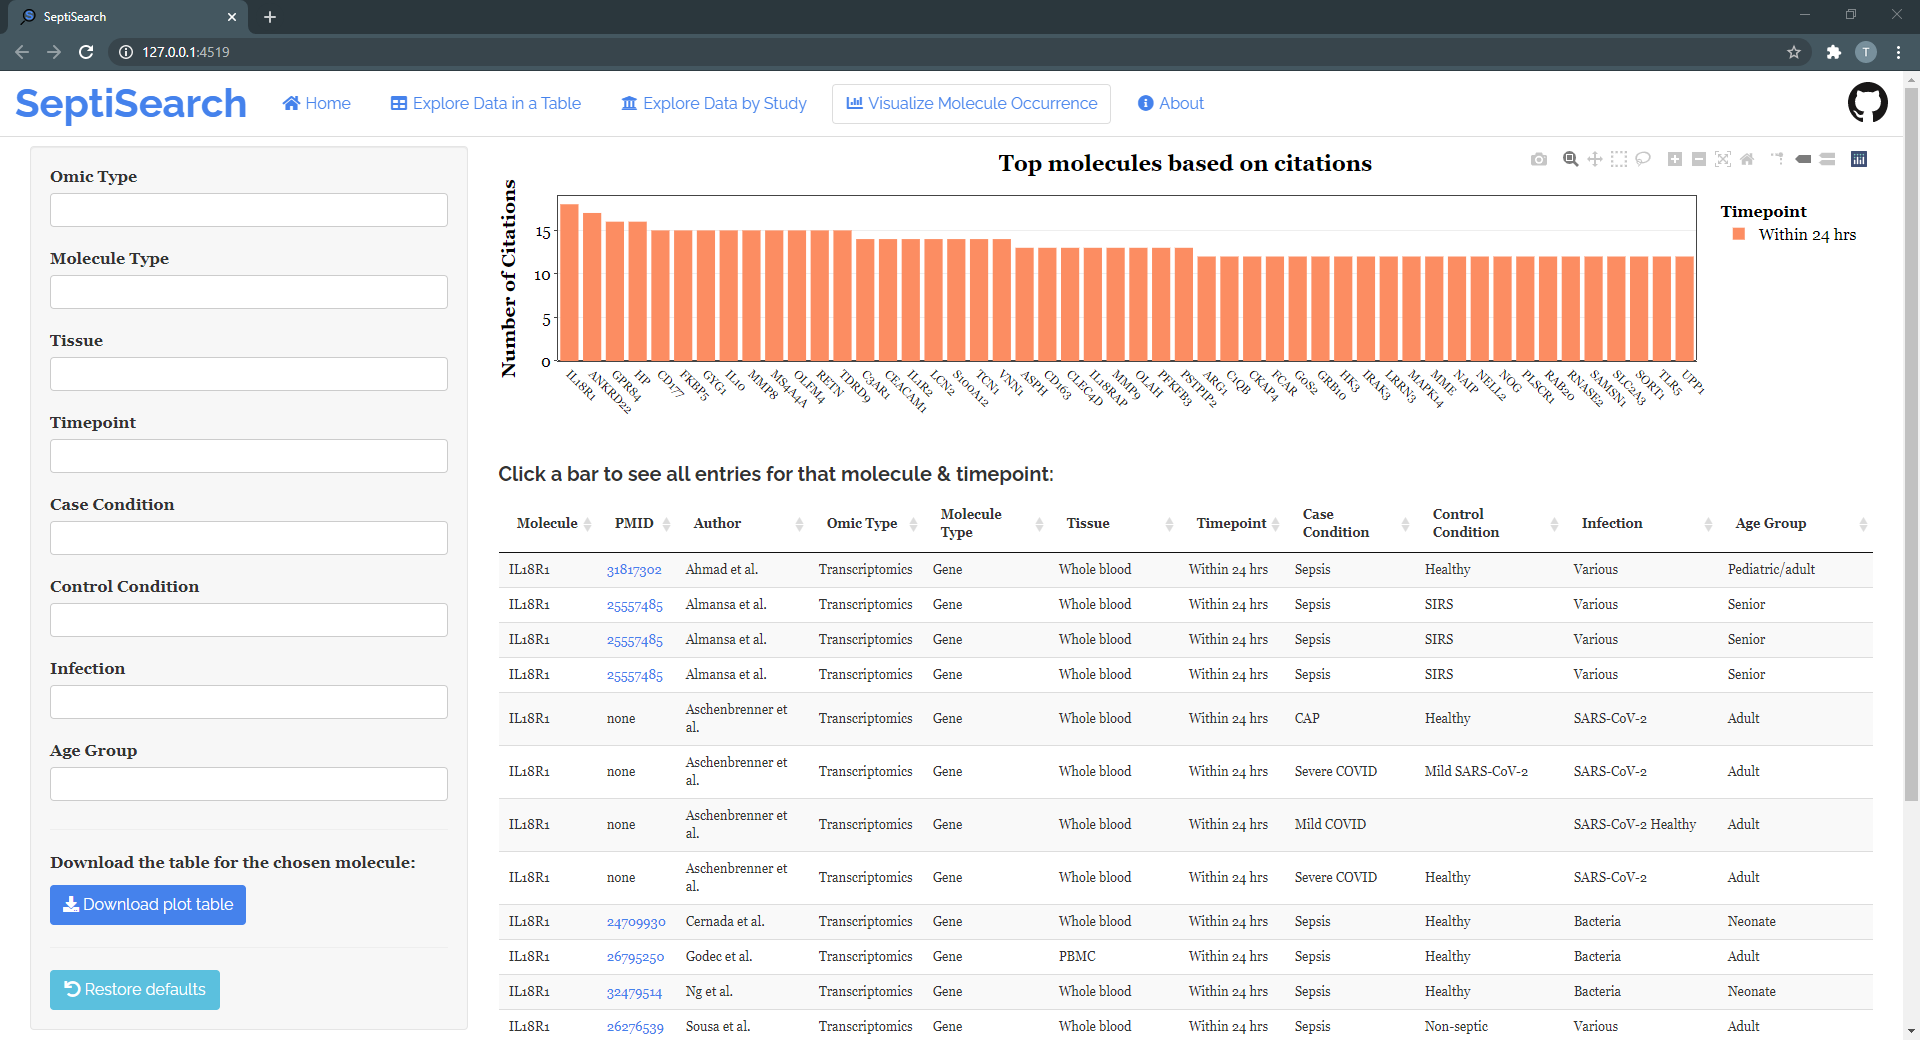 SeptiSearch
127.0.0.1:4519
T
SeptiSearch
Home
Explore Data in a Table
Explore Data by Study
Visualize Molecule Occurrence
About
Omic Type
Molecule Type
Tissue
Timepoint
Case Condition
Control Condition
Infection
Age Group
Download the table for the chosen molecule:
Download plot table
Restore defaults
Top molecules based on citations
Number of Citations
15
10
5
0
IL18R1 ANKRD22 GPR84 HP CD177 FKBP5 GYG1 IL10 MMP8 MS4A4A OLFM4 RETN TDRD9 C3AR1 CEACAM1 IL1R2 LCN2 S100A12 TCN1 VNN1 ASPH CD163 CLEC4D IL18RAP MMP9 OLAH PFKFB3 PSTPIP2 ARG1 C1QB CKAP4 FCAR G0S2 GRB10 HK3 IRAK3 LRRN3 MAPK14 MME NAIP NELL2 NOG PLSCR1 RAB20 RNASE2 SAMSN1 SLC2A3 SORT1 TLR5 UPP1
Timepoint
Within 24 hrs
Click a bar to see all entries for that molecule & timepoint:
Molecule PMID Author Omic Type Molecule Type Tissue Timepoint Case Condition Control Condition Infection Age Group
IL18R1 31817302 Ahmad et al. Transcriptomics Gene Whole blood Within 24 hrs Sepsis Healthy Various Pediatric/adult
IL18R1 25557485 Almansa et al. Transcriptomics Gene Whole blood Within 24 hrs Sepsis SIRS Various Senior
IL18R1 25557485 Almansa et al. Transcriptomics Gene Whole blood Within 24 hrs Sepsis SIRS Various Senior
IL18R1 25557485 Almansa et al. Transcriptomics Gene Whole blood Within 24 hrs Sepsis SIRS Various Senior
IL18R1 none Aschenbrenner et al. Transcriptomics Gene Whole blood Within 24 hrs CAP Healthy SARS-CoV-2 Adult
IL18R1 none Aschenbrenner et al. Transcriptomics Gene Whole blood Within 24 hrs Severe COVID Mild SARS-CoV-2 SARS-CoV-2 Adult
IL18R1 none Aschenbrenner et al. Transcriptomics Gene Whole blood Within 24 hrs Mild COVID SARS-CoV-2 Healthy Adult
IL18R1 none Aschenbrenner et al. Transcriptomics Gene Whole blood Within 24 hrs Severe COVID Healthy SARS-CoV-2 Adult
IL18R1 24709930 Cernada et al. Transcriptomics Gene Whole blood Within 24 hrs Sepsis Healthy Bacteria Neonate
IL18R1 26795250 Godec et al. Transcriptomics Gene PBMC Within 24 hrs Sepsis Healthy Bacteria Adult
IL18R1 32479514 Ng et al. Transcriptomics Gene Whole blood Within 24 hrs Sepsis Healthy Bacteria Neonate
IL18R1 26276539 Sousa et al. Transcriptomics Gene Whole blood Within 24 hrs Sepsis Non-septic Various Adult